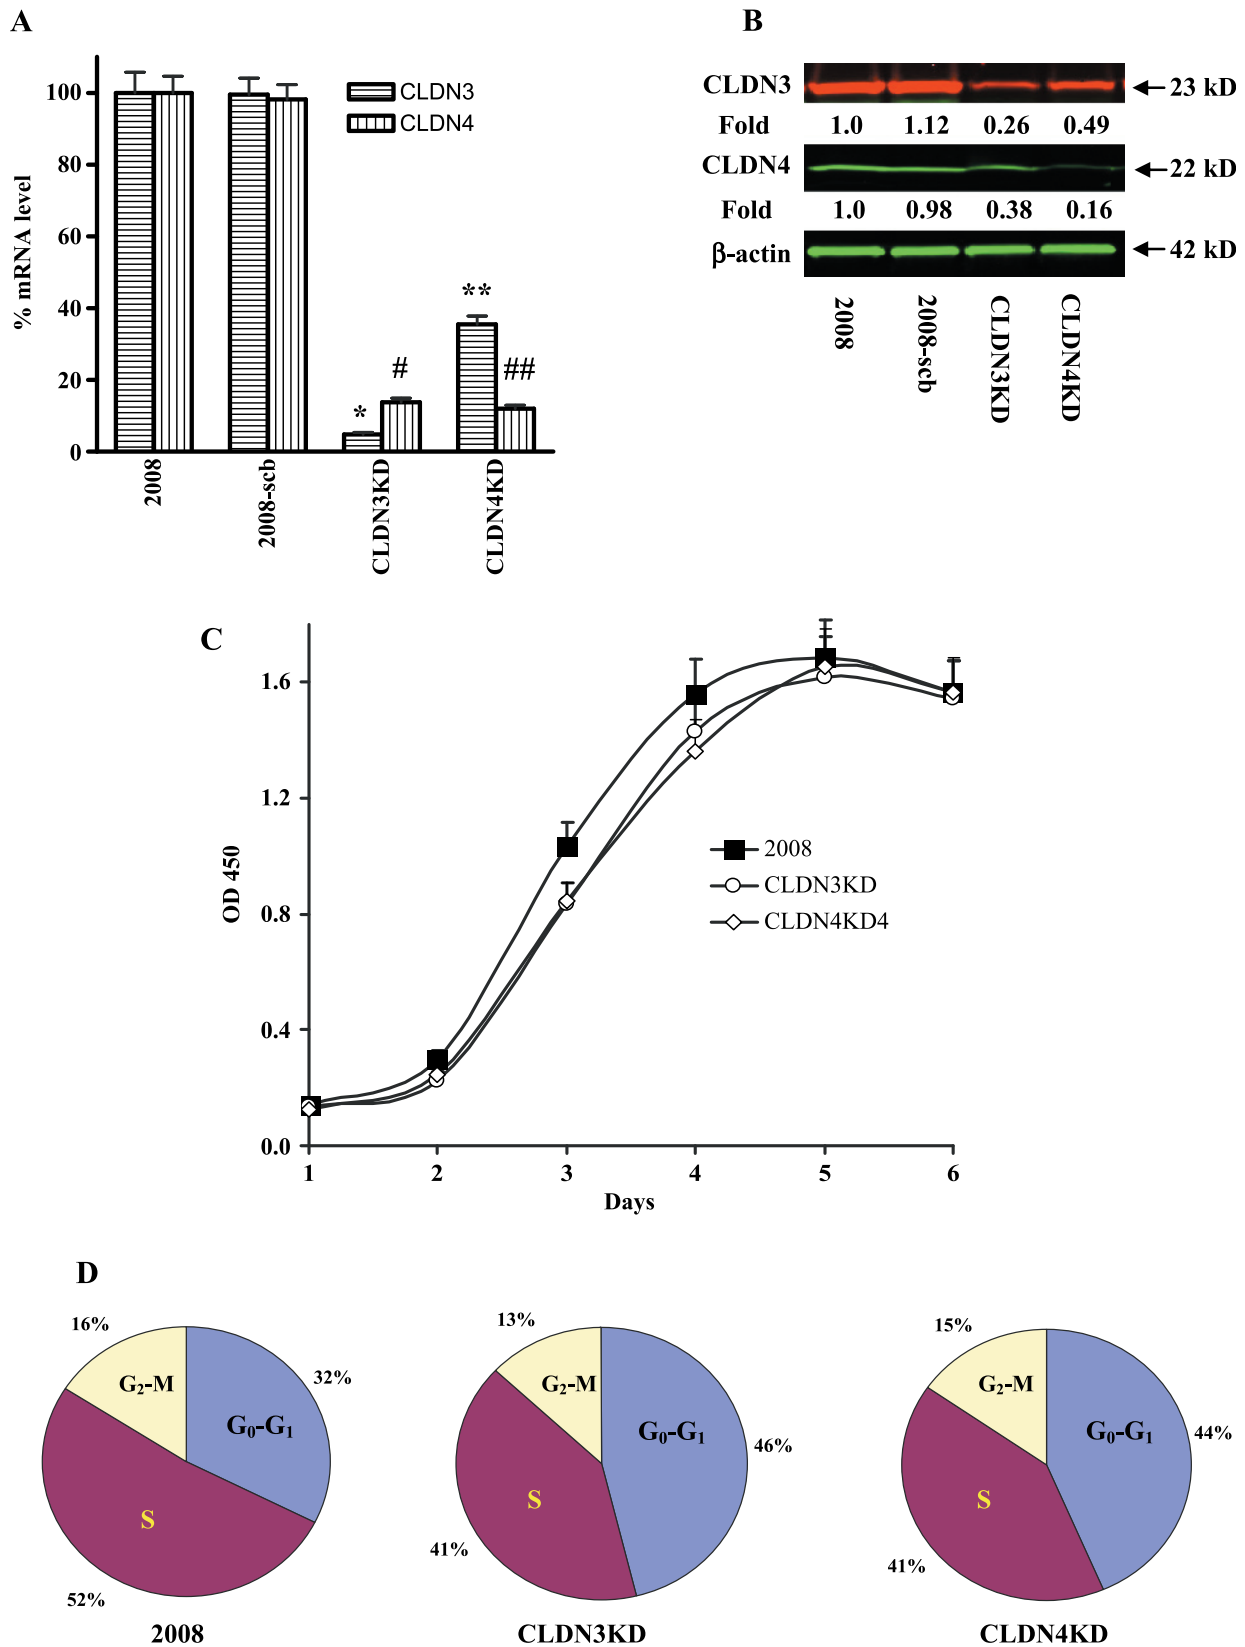 A
% mRNA level
100
80
60
40
20
0
CLDN3
CLDN4
*
#
**
##
2008
2008-scb
CLDN3KD
CLDN4KD
B
CLDN3 23 kD
Fold 1.0 1.12 0.26 0.49
CLDN4 22 kD
Fold 1.0 0.98 0.38 0.16
β-actin 42 kD
2008
2008-scb
CLDN3KD
CLDN4KD
C
OD 450
1.6
1.2
0.8
0.4
0.0
1 2 3 4 5 6
Days
2008
CLDN3KD
CLDN4KD4
D
16%
G₂-M
32%
G₀-G₁
S
52%
2008
13%
G₂-M
G₀-G₁
46%
S
41%
CLDN3KD
15%
G₂-M
G₀-G₁
44%
S
41%
CLDN4KD